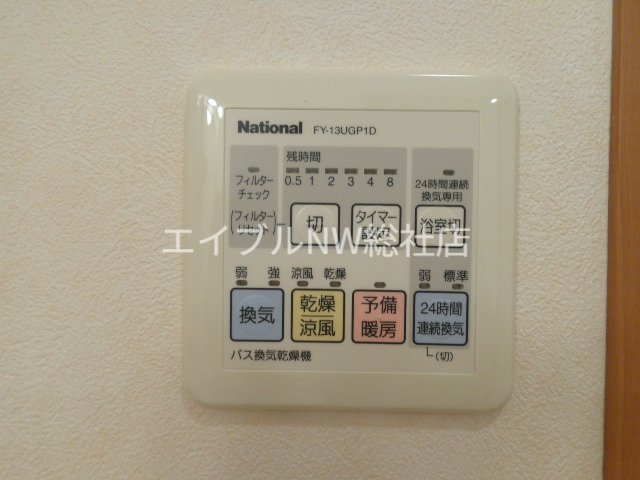 National FY-13UGP1D
残時間
0.5 1 2 3 4 8
フィルター
チェック
24時間連続
換気専用
(フィルター
リセット)
切
タイマー
設定
浴室切
エイブルNW総社店
弱 強 涼風 乾燥 弱 標準
換気
乾燥
涼風
予備
暖房
24時間
連続換気
(切)
バス換気乾燥機